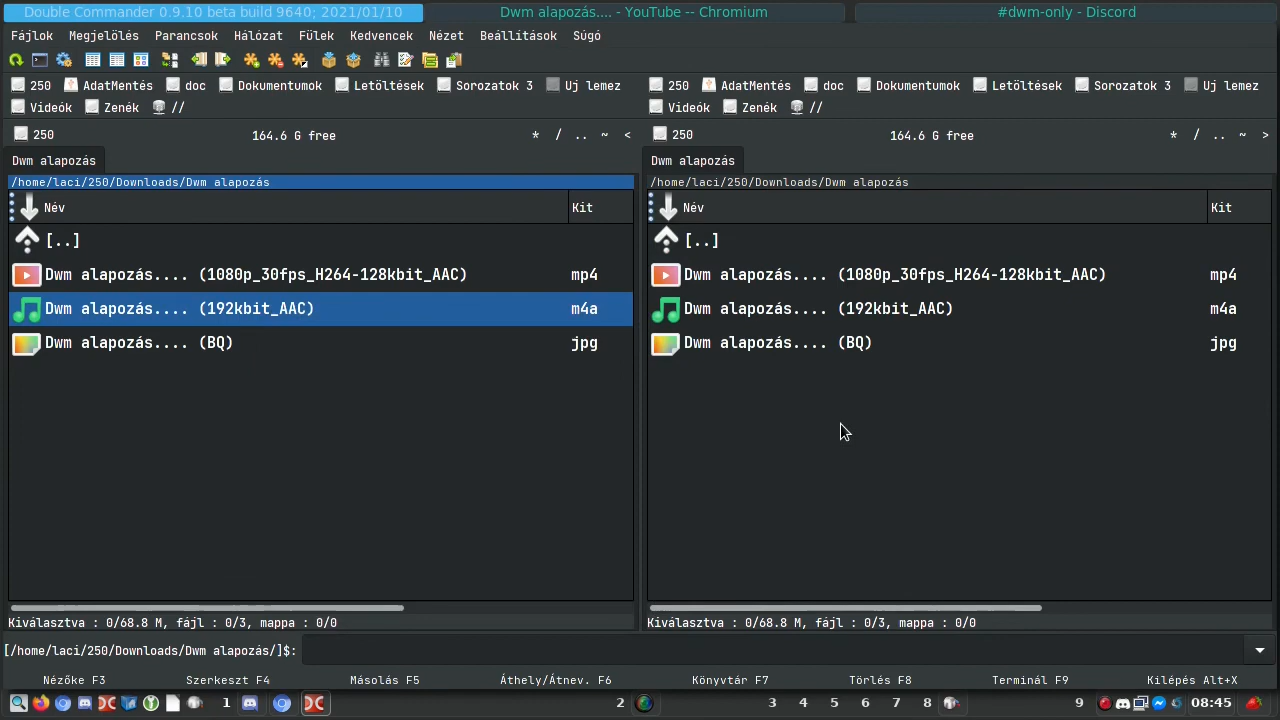 Double Commander 0.9.10 beta build 9640; 2021/01/10 Dwm alapozás.... - YouTube -- Chromium #dwm-only - Discord
Fájlok Megjelölés Parancsok Hálózat Fülek Kedvencek Nézet Beállítások Súgó
250 AdatMentés doc Dokumentumok Letöltések Sorozatok 3 Uj lemez
Videók Zenék //
250 AdatMentés doc Dokumentumok Letöltések Sorozatok 3 Uj lemez
Videók Zenék //
250 164.6 G free * / .. ~ <
250 164.6 G free * / .. ~ >
Dwm alapozás
/home/laci/250/Downloads/Dwm alapozás
Név Kit
[..]
Dwm alapozás.... (1080p_30fps_H264-128kbit_AAC) mp4
Dwm alapozás.... (192kbit_AAC) m4a
Dwm alapozás.... (BQ) jpg
Kiválasztva : 0/68.8 M, fájl : 0/3, mappa : 0/0
Dwm alapozás
/home/laci/250/Downloads/Dwm alapozás
Név Kit
[..]
Dwm alapozás.... (1080p_30fps_H264-128kbit_AAC) mp4
Dwm alapozás.... (192kbit_AAC) m4a
Dwm alapozás.... (BQ) jpg
Kiválasztva : 0/68.8 M, fájl : 0/3, mappa : 0/0
[/home/laci/250/Downloads/Dwm alapozás/]$:
Nézőke F3 Szerkeszt F4 Másolás F5 Áthely/Átnev. F6 Könyvtár F7 Törlés F8 Terminál F9 Kilépés Alt+X
1 2 3 4 5 6 7 8 9 08:45